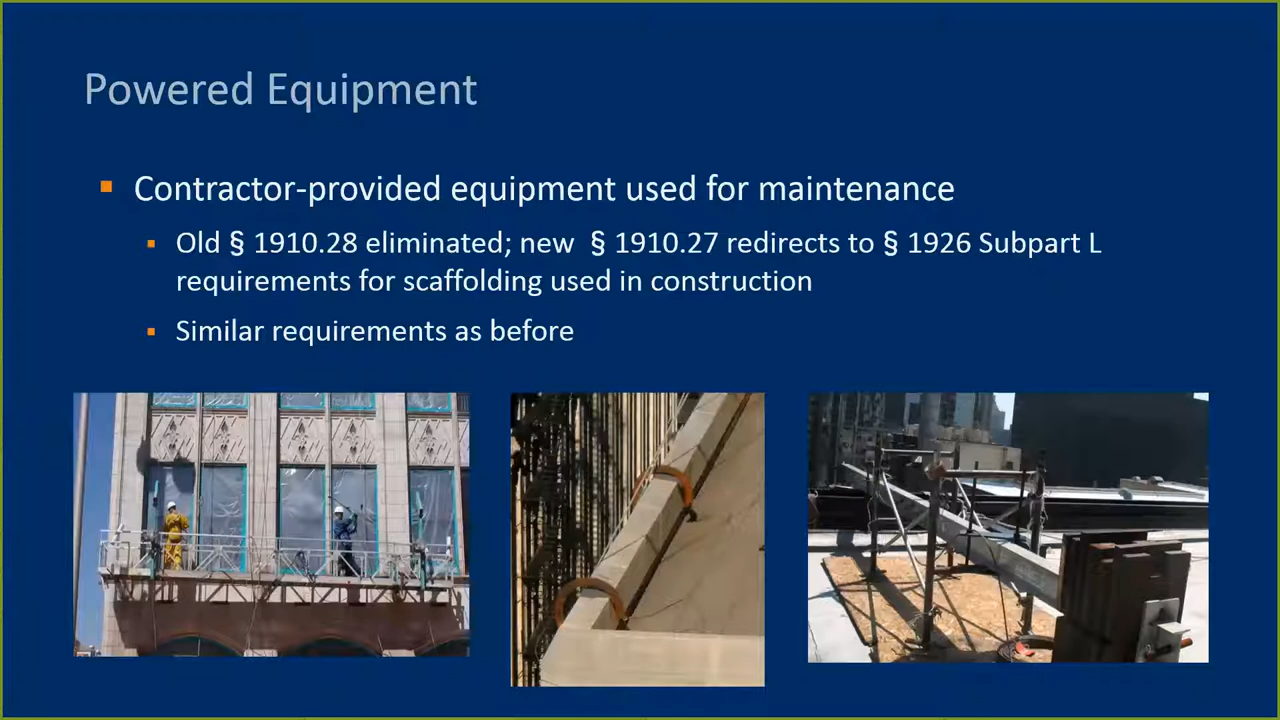 Powered Equipment
Contractor-provided equipment used for maintenance
Old § 1910.28 eliminated; new § 1910.27 redirects to § 1926 Subpart L
requirements for scaffolding used in construction
Similar requirements as before